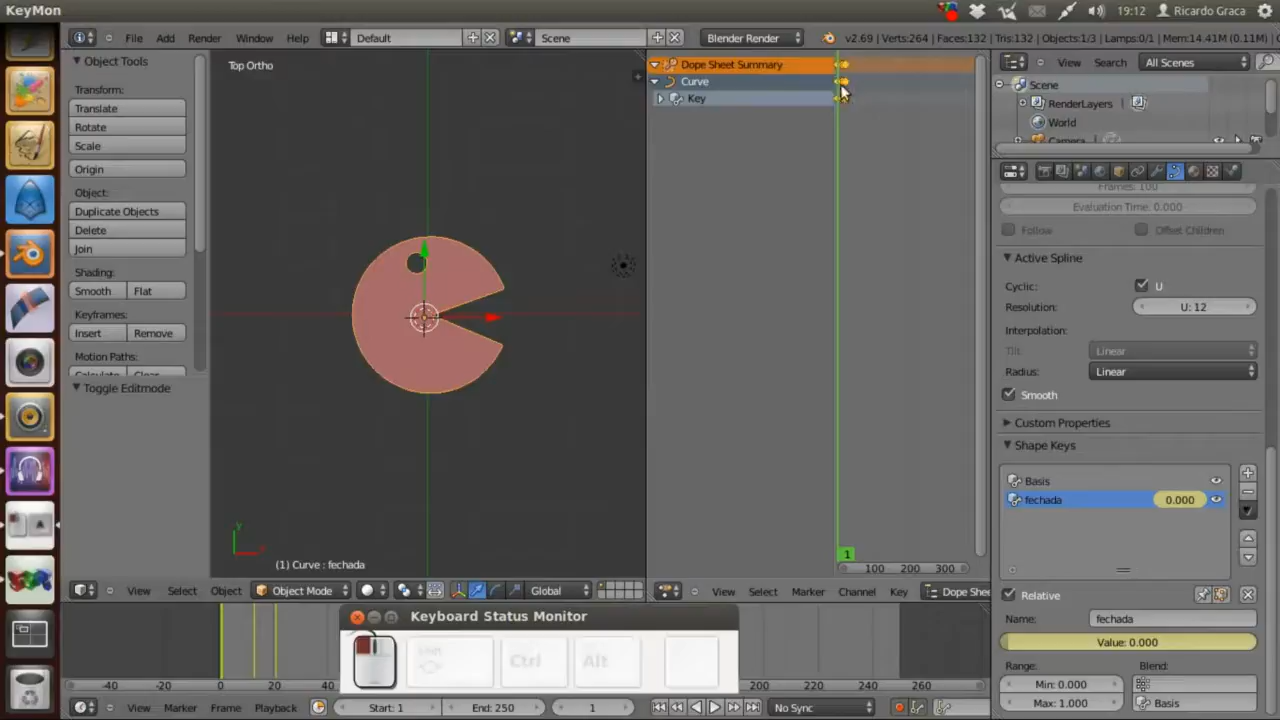 KeyMon
19:12
Ricardo Graca
File Add Render Window Help
Default
Scene
Blender Render
v2.69 | Verts:264 | Faces:132 | Tris:132 | Objects:1/3 | Lamps:0/1 | Mem:14.41M (0.11M)
Object Tools
Transform:
Translate
Rotate
Scale
Origin
Object:
Duplicate Objects
Delete
Join
Shading:
Smooth Flat
Keyframes:
Insert Remove
Motion Paths:
Calculate Clear
Toggle Editmode
Top Ortho
(1) Curve : fechada
View Select Object Object Mode Global
Dope Sheet Summary
Curve
Key
1
100 200 300
View Select Marker Channel Key Dope Shee
View Search All Scenes
Scene
RenderLayers
World
Camera
Frames: 100
Evaluation Time: 0.000
Follow Offset Children
Active Spline
Cyclic: U
Resolution: U: 12
Interpolation:
Tilt: Linear
Radius: Linear
Smooth
Custom Properties
Shape Keys
Basis
fechada 0.000
Relative
Name: fechada
Value: 0.000
Range: Blend:
Min: 0.000
Max: 1.000 Basis
Keyboard Status Monitor
Shift Ctrl Alt
-40 -20 0 20 40 200 220 240 260
View Marker Frame Playback Start: 1 End: 250 1 No Sync